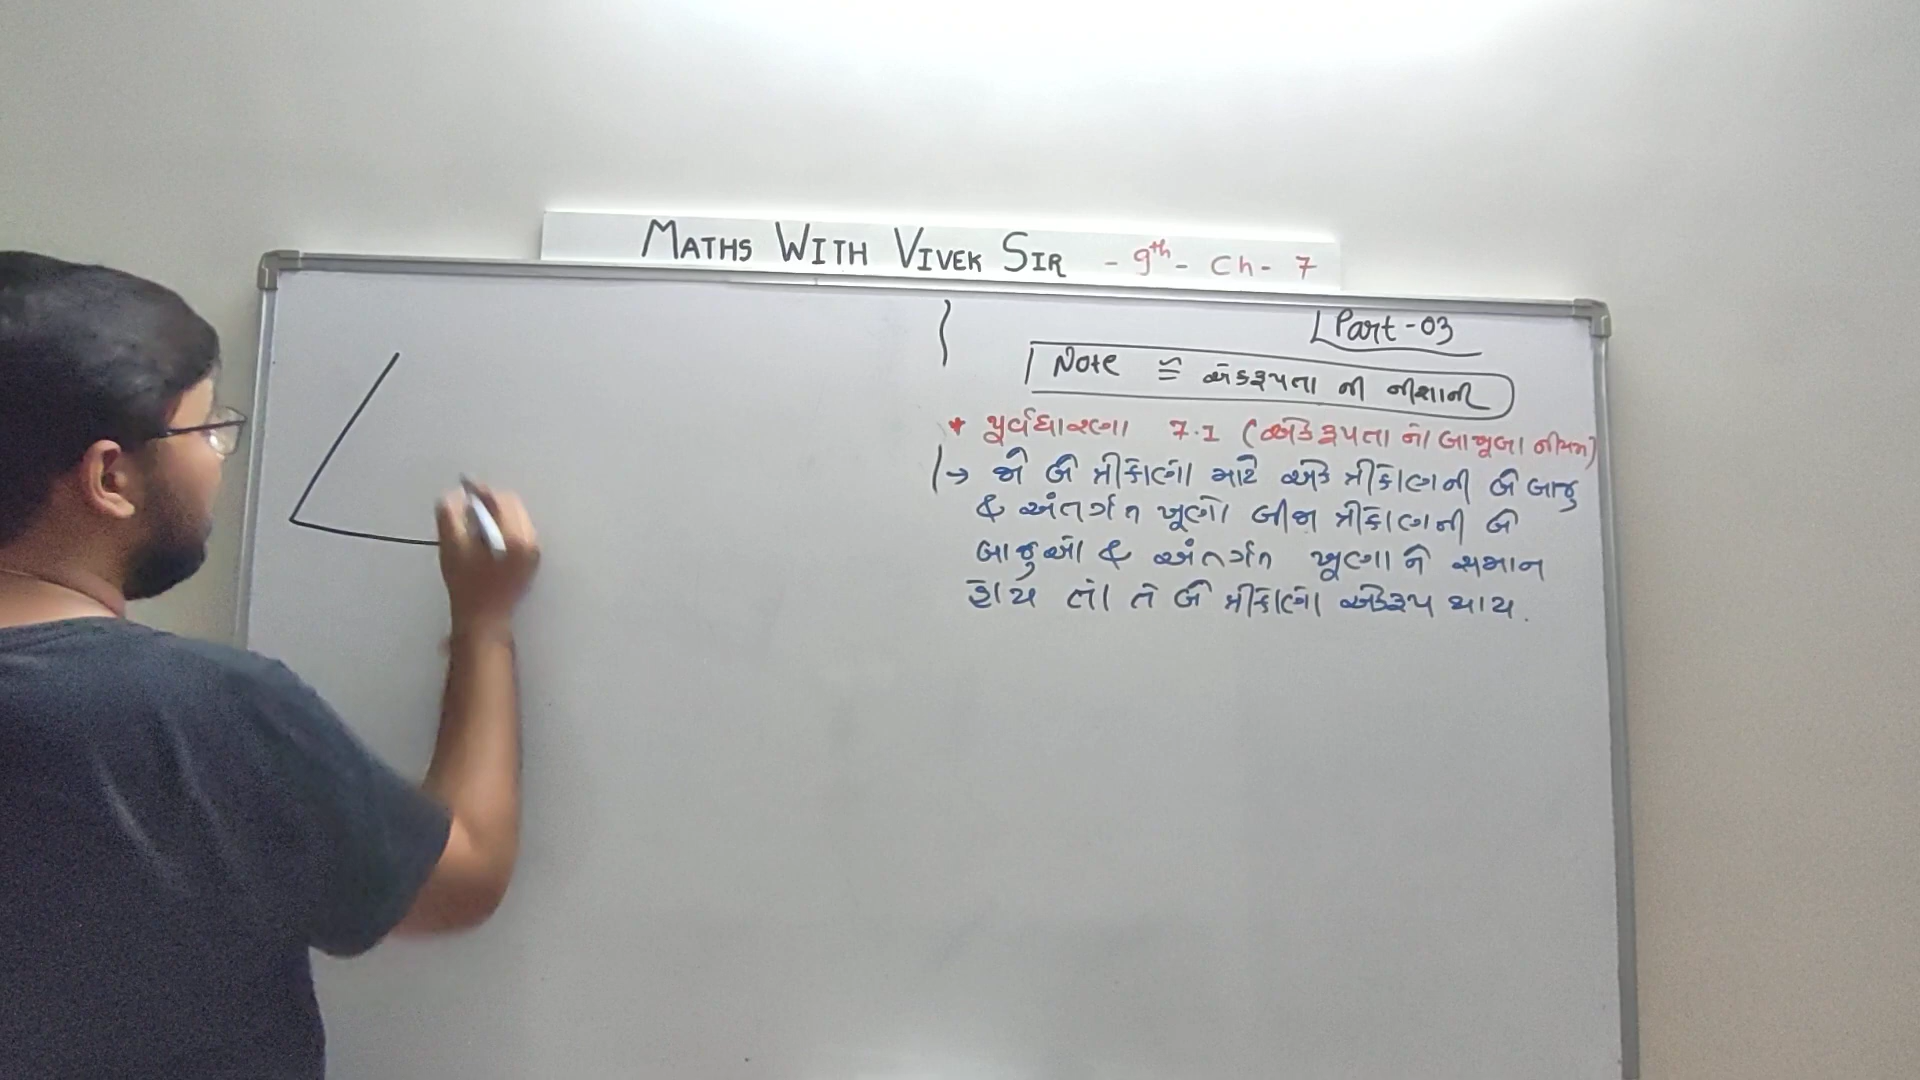 MATHS WITH VIVEK SIR - 9th - Ch - 7
Part - 03
Note ≅ એકરૂપતા ની નીશાની
* પૂર્વધારણા 7.1 (એકરૂપતા નો બાખૂબા નીયમ)
→ જો બે ત્રીકોણો માટે એક ત્રીકોણની બે બાજુ
& અંતર્ગત ખૂણો બીજા ત્રીકોણની બે
બાજુઓ & અંતર્ગત ખૂણા ને સમાન
હોય તો તે બે ત્રીકોણો એકરૂપ થાય.